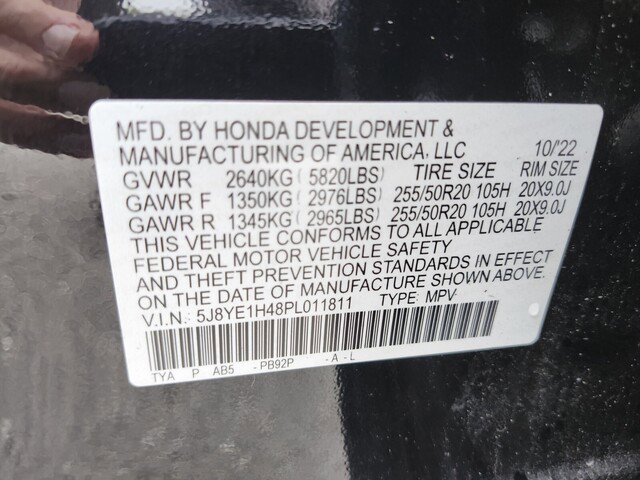 MFD. BY HONDA DEVELOPMENT &
MANUFACTURING OF AMERICA, LLC 10/'22
GVWR 2640KG (5820LBS) TIRE SIZE RIM SIZE
GAWR F 1350KG (2976LBS) 255/50R20 105H 20X9.0J
GAWR R 1345KG (2965LBS) 255/50R20 105H 20X9.0J
THIS VEHICLE CONFORMS TO ALL APPLICABLE
FEDERAL MOTOR VEHICLE SAFETY
AND THEFT PREVENTION STANDARDS IN EFFECT
ON THE DATE OF MANUFACTURE SHOWN ABOVE.
V.I.N.: 5J8YE1H48PL011811 TYPE: MPV
TYA P AB5 -PB92P -A-L